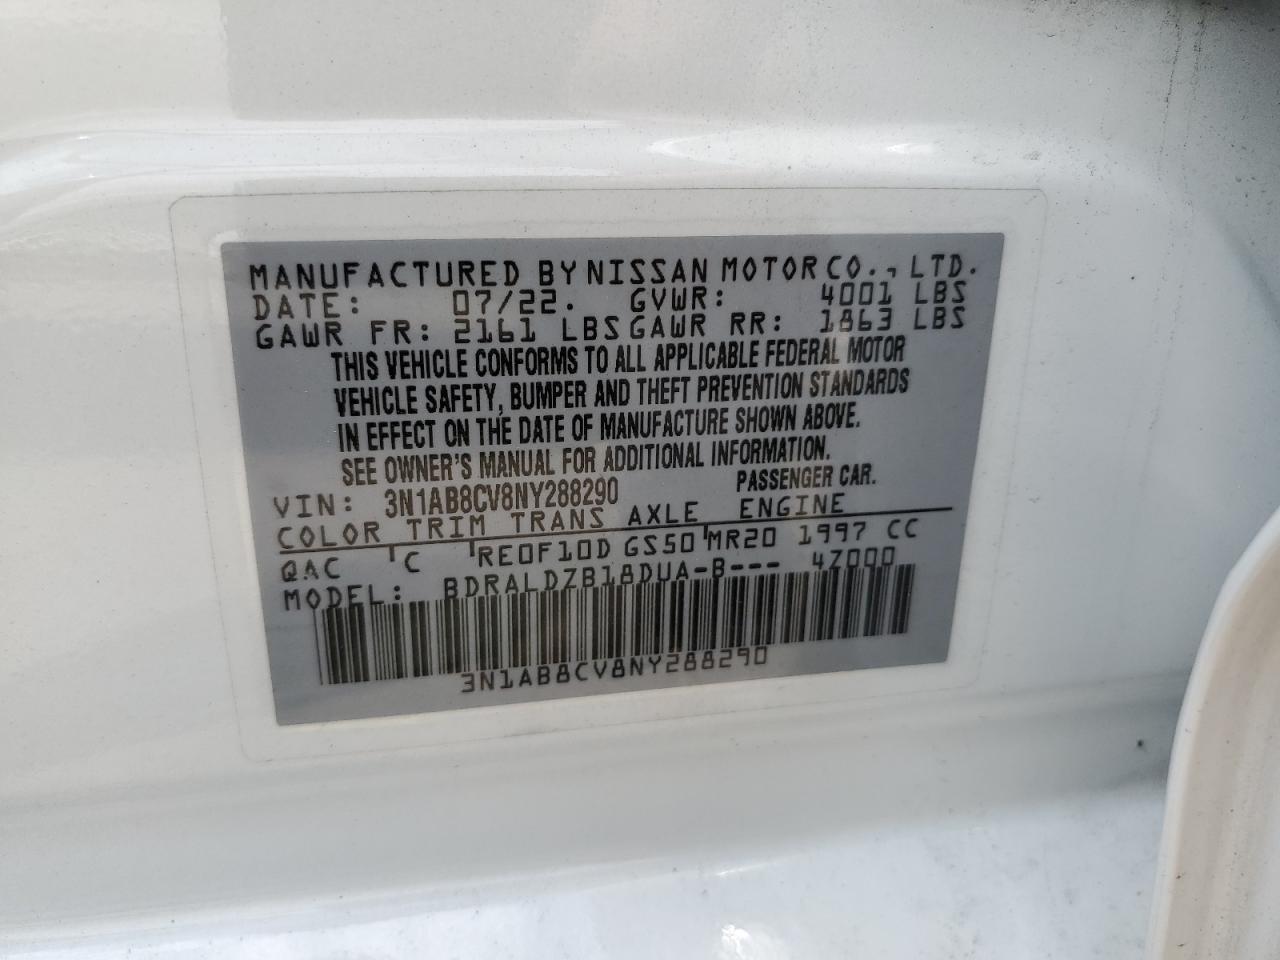 MANUFACTURED BY NISSAN MOTOR CO., LTD.
DATE: 07/22. GVWR: 4001 LBS
GAWR FR: 2161 LBS GAWR RR: 1863 LBS
THIS VEHICLE CONFORMS TO ALL APPLICABLE FEDERAL MOTOR
VEHICLE SAFETY, BUMPER AND THEFT PREVENTION STANDARDS
IN EFFECT ON THE DATE OF MANUFACTURE SHOWN ABOVE.
SEE OWNER'S MANUAL FOR ADDITIONAL INFORMATION.
VIN: 3N1AB8CV8NY288290 PASSENGER CAR.
COLOR TRIM TRANS AXLE ENGINE
QAC C RE0F10D GS50 MR20 1997 CC
MODEL: BDRALDZB18DUA-B--- 4Z000
3N1AB8CV8NY288290